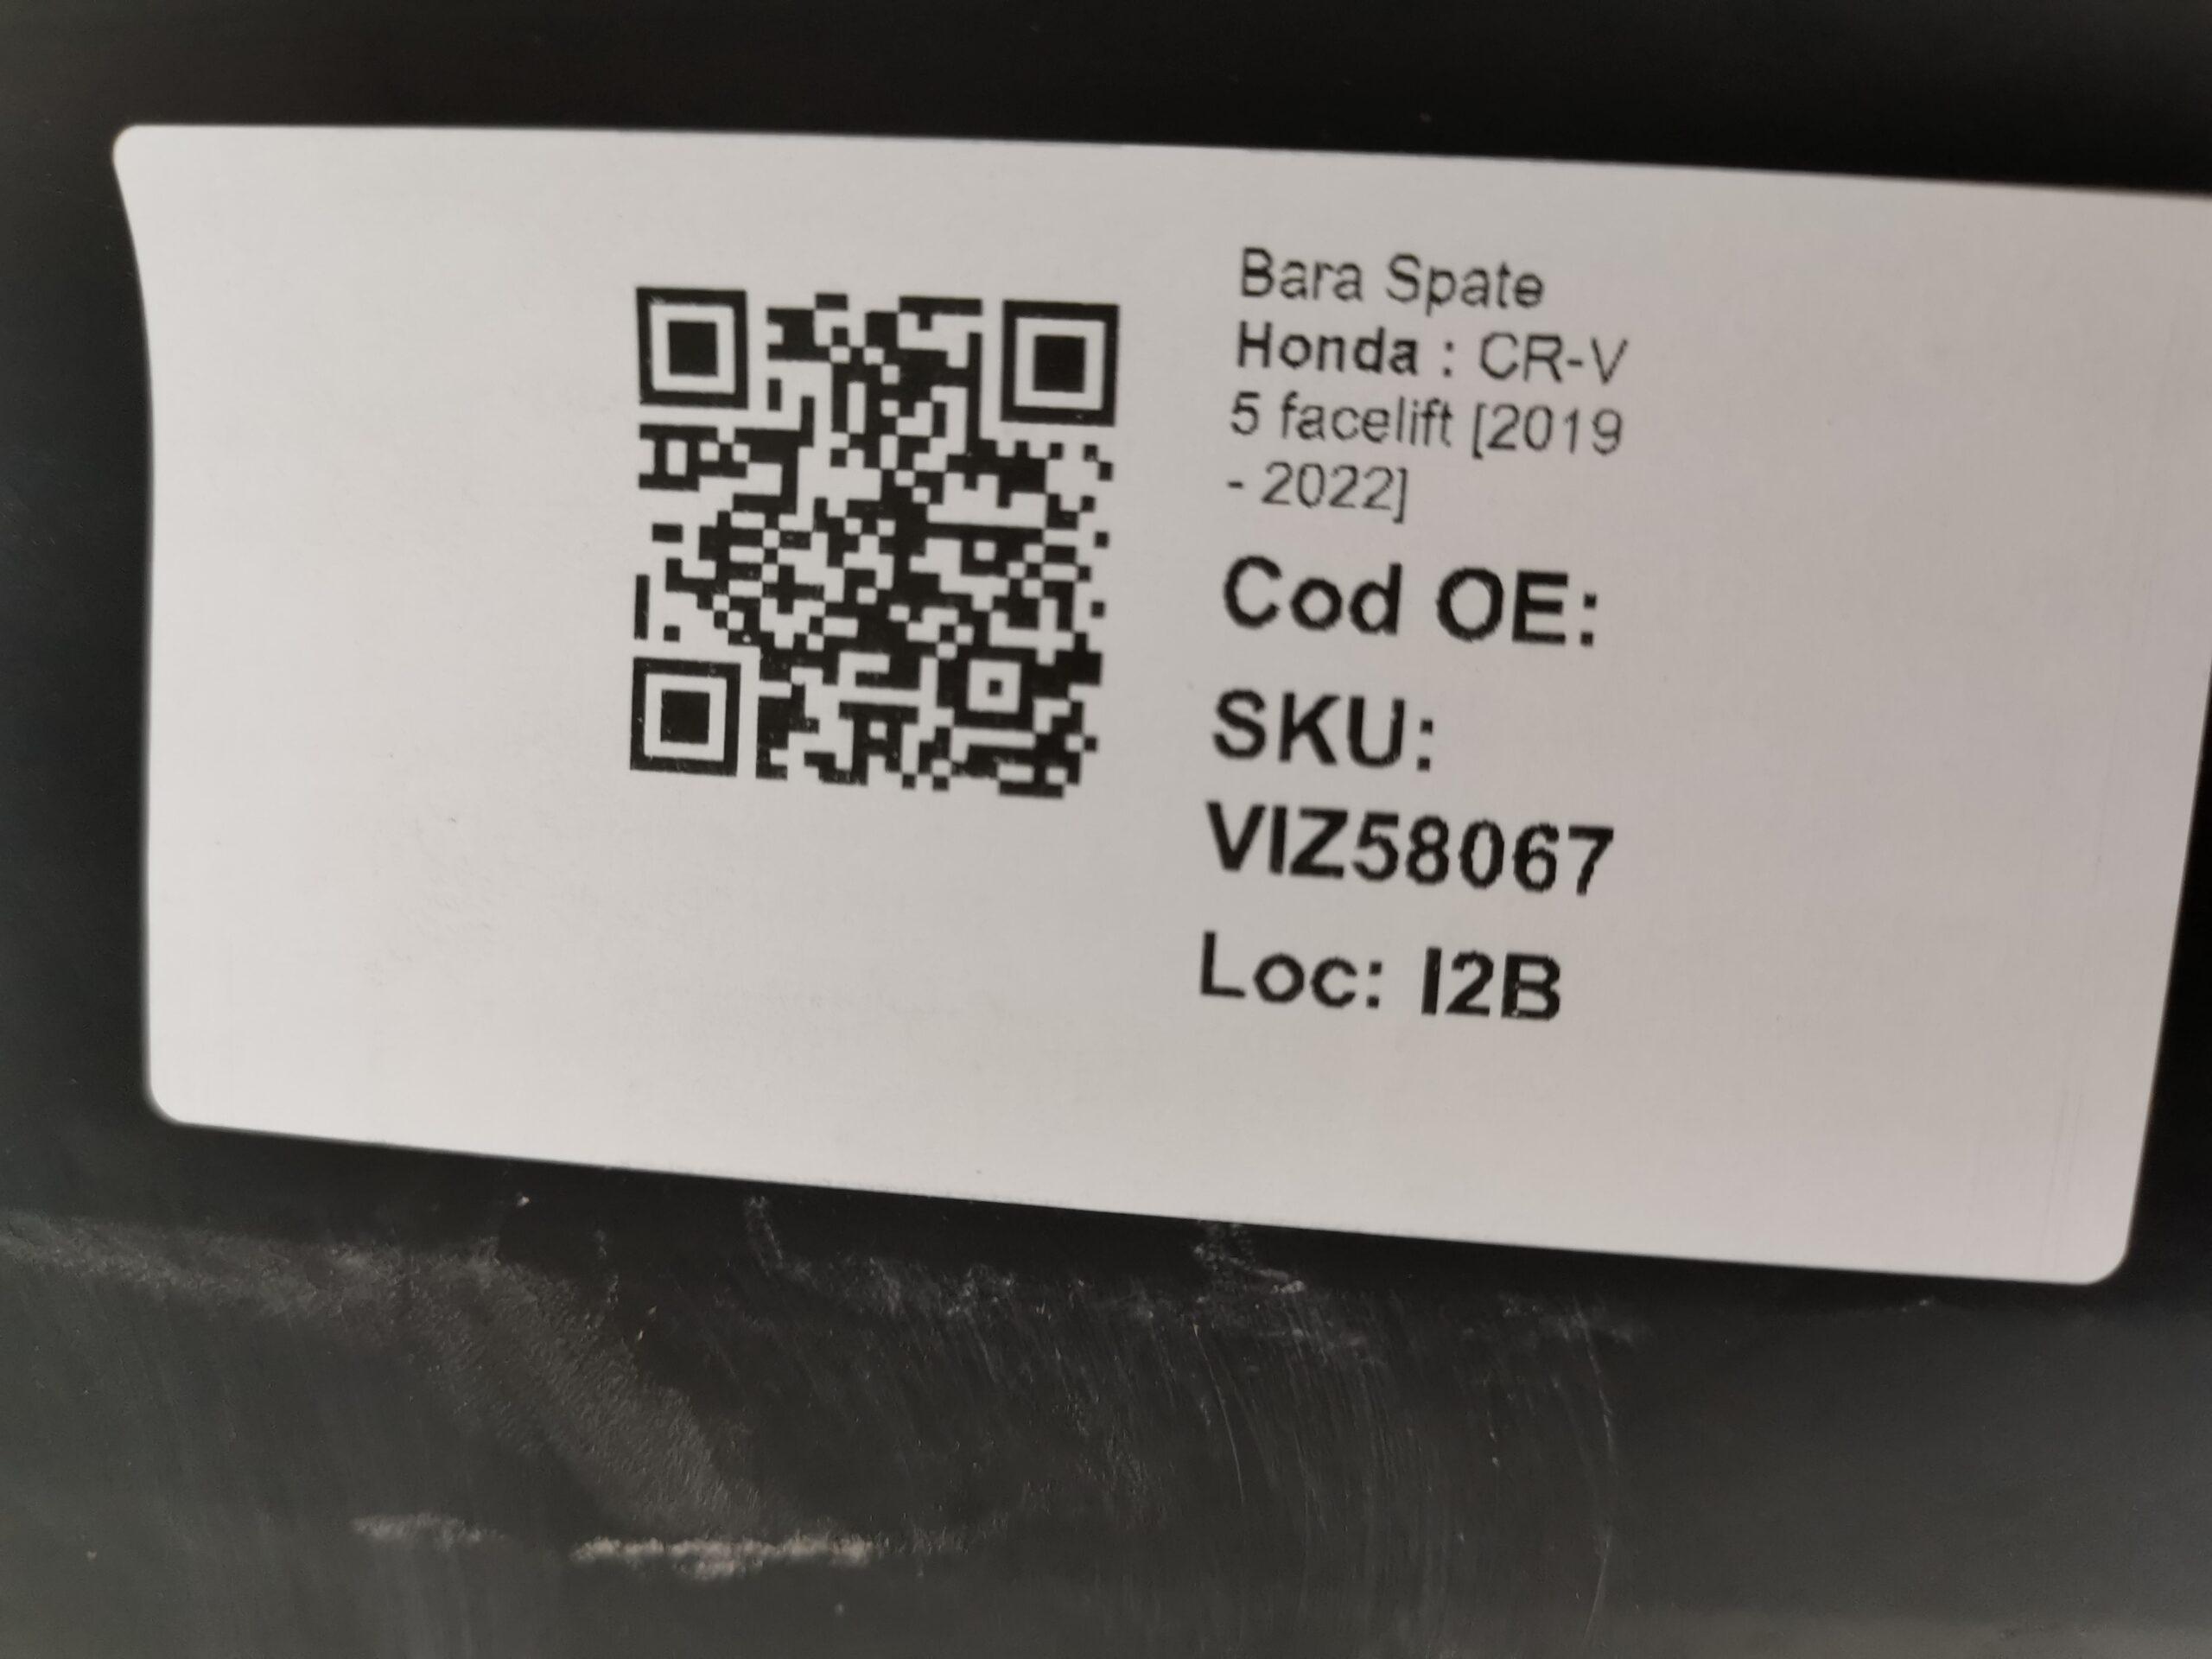 Bara Spate
Honda : CR-V
5 facelift [2019
- 2022]
Cod OE:
SKU:
VIZ58067
Loc: I2B